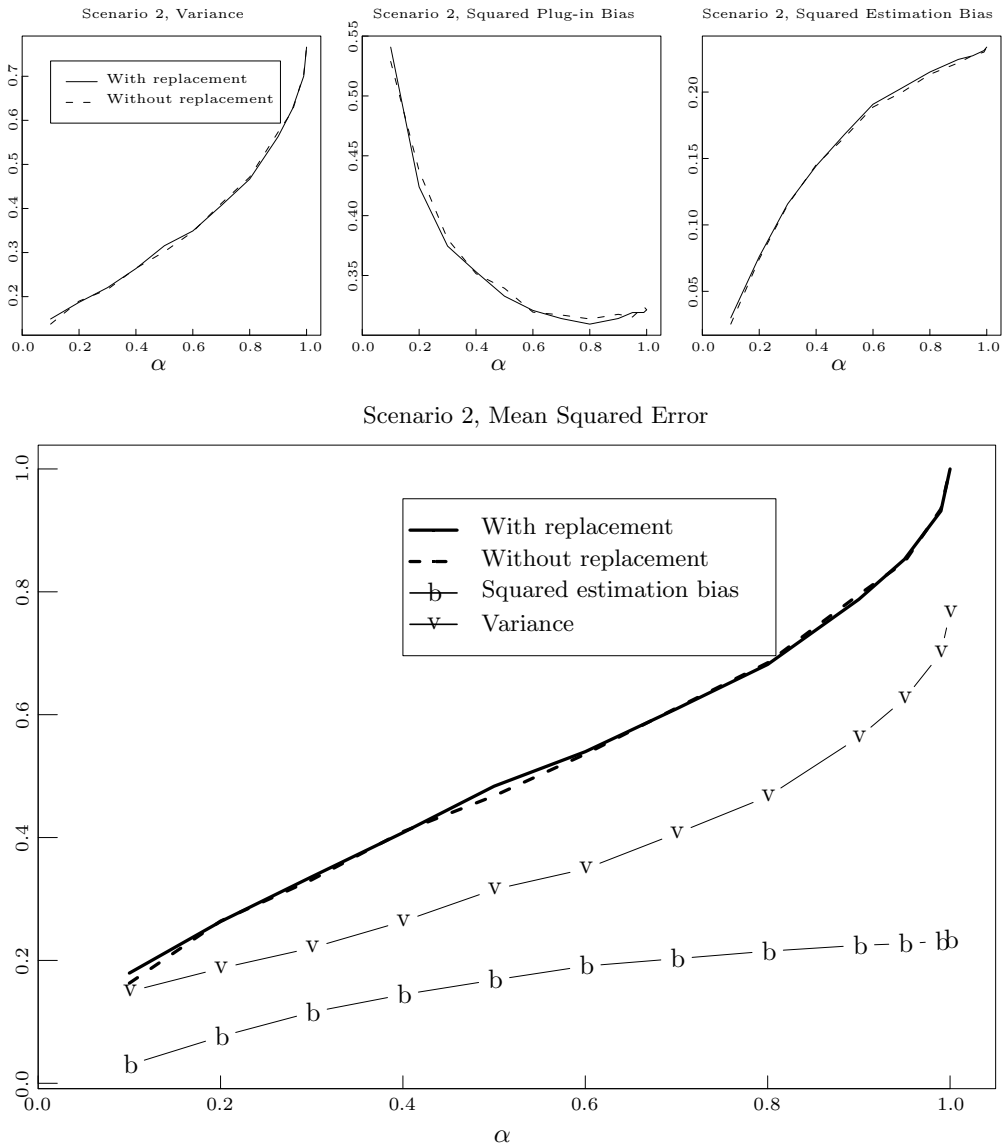 Scenario 2, Variance
0.7
0.6
0.5
0.4
0.3
0.2
With replacement
Without replacement
0.0 0.2 0.4 0.6 0.8 1.0
α
Scenario 2, Squared Plug-in Bias
0.55
0.50
0.45
0.40
0.35
0.0 0.2 0.4 0.6 0.8 1.0
α
Scenario 2, Squared Estimation Bias
0.20
0.15
0.10
0.05
0.0 0.2 0.4 0.6 0.8 1.0
α
Scenario 2, Mean Squared Error
1.0
0.8
0.6
0.4
0.2
0.0
With replacement
Without replacement
b Squared estimation bias
v Variance
v v v v v v v v v v v v
b b b b b b b b b b b b
0.0 0.2 0.4 0.6 0.8 1.0
α